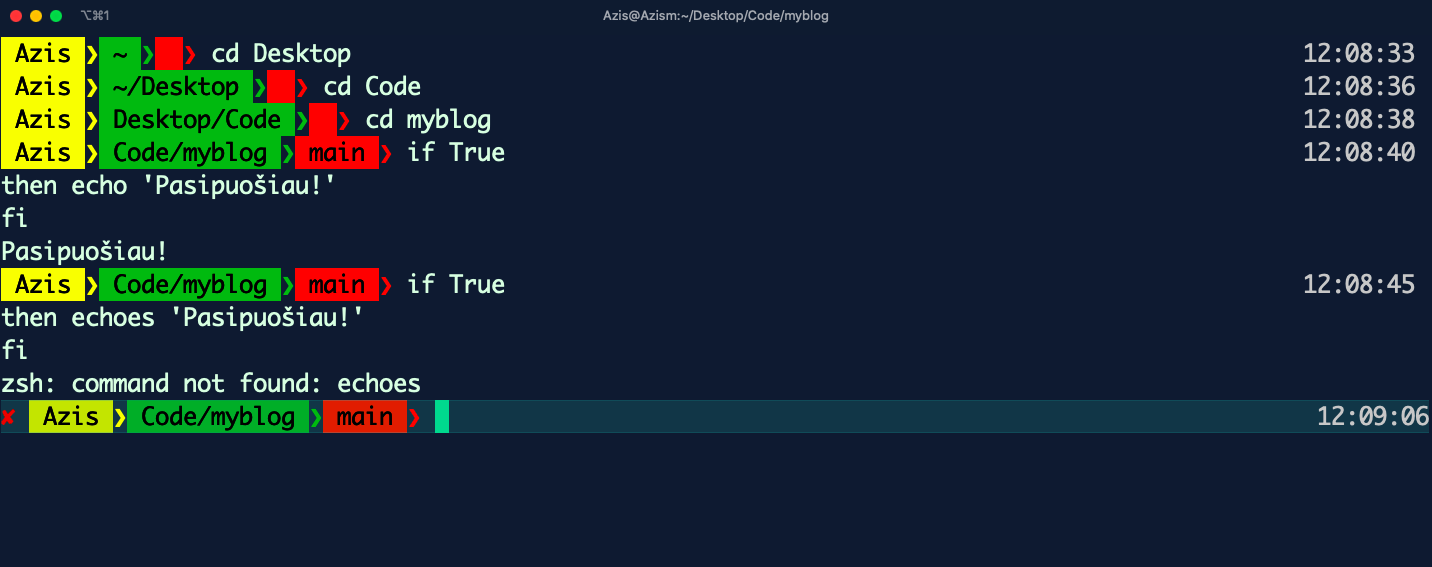 ⌥⌘1 Azis@Azism:~/Desktop/Code/myblog
Azis ❯ ~ ❯ ❯ cd Desktop 12:08:33
Azis ❯ ~/Desktop ❯ ❯ cd Code 12:08:36
Azis ❯ Desktop/Code ❯ ❯ cd myblog 12:08:38
Azis ❯ Code/myblog ❯ main ❯ if True 12:08:40
then echo 'Pasipuošiau!'
fi
Pasipuošiau!
Azis ❯ Code/myblog ❯ main ❯ if True 12:08:45
then echoes 'Pasipuošiau!'
fi
zsh: command not found: echoes
✘ Azis ❯ Code/myblog ❯ main ❯ 12:09:06